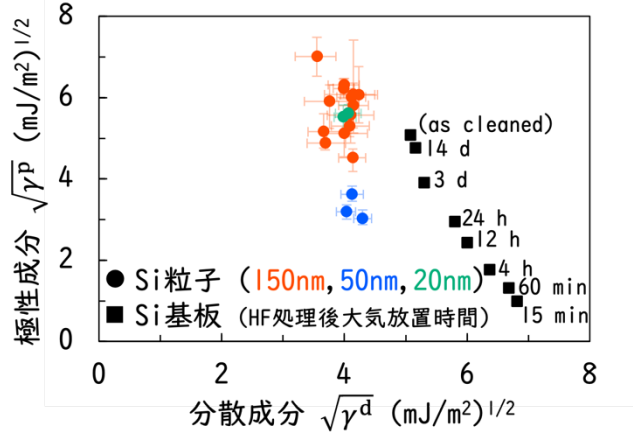 極性成分 √γᵖ (mJ/m²)^1/2
8
6
4
2
0
(as cleaned)
14 d
3 d
24 h
12 h
4 h
60 min
15 min
● Si粒子 (150nm, 50nm, 20nm)
■ Si基板 (HF処理後大気放置時間)
0 2 4 6 8
分散成分 √γᵈ (mJ/m²)^1/2